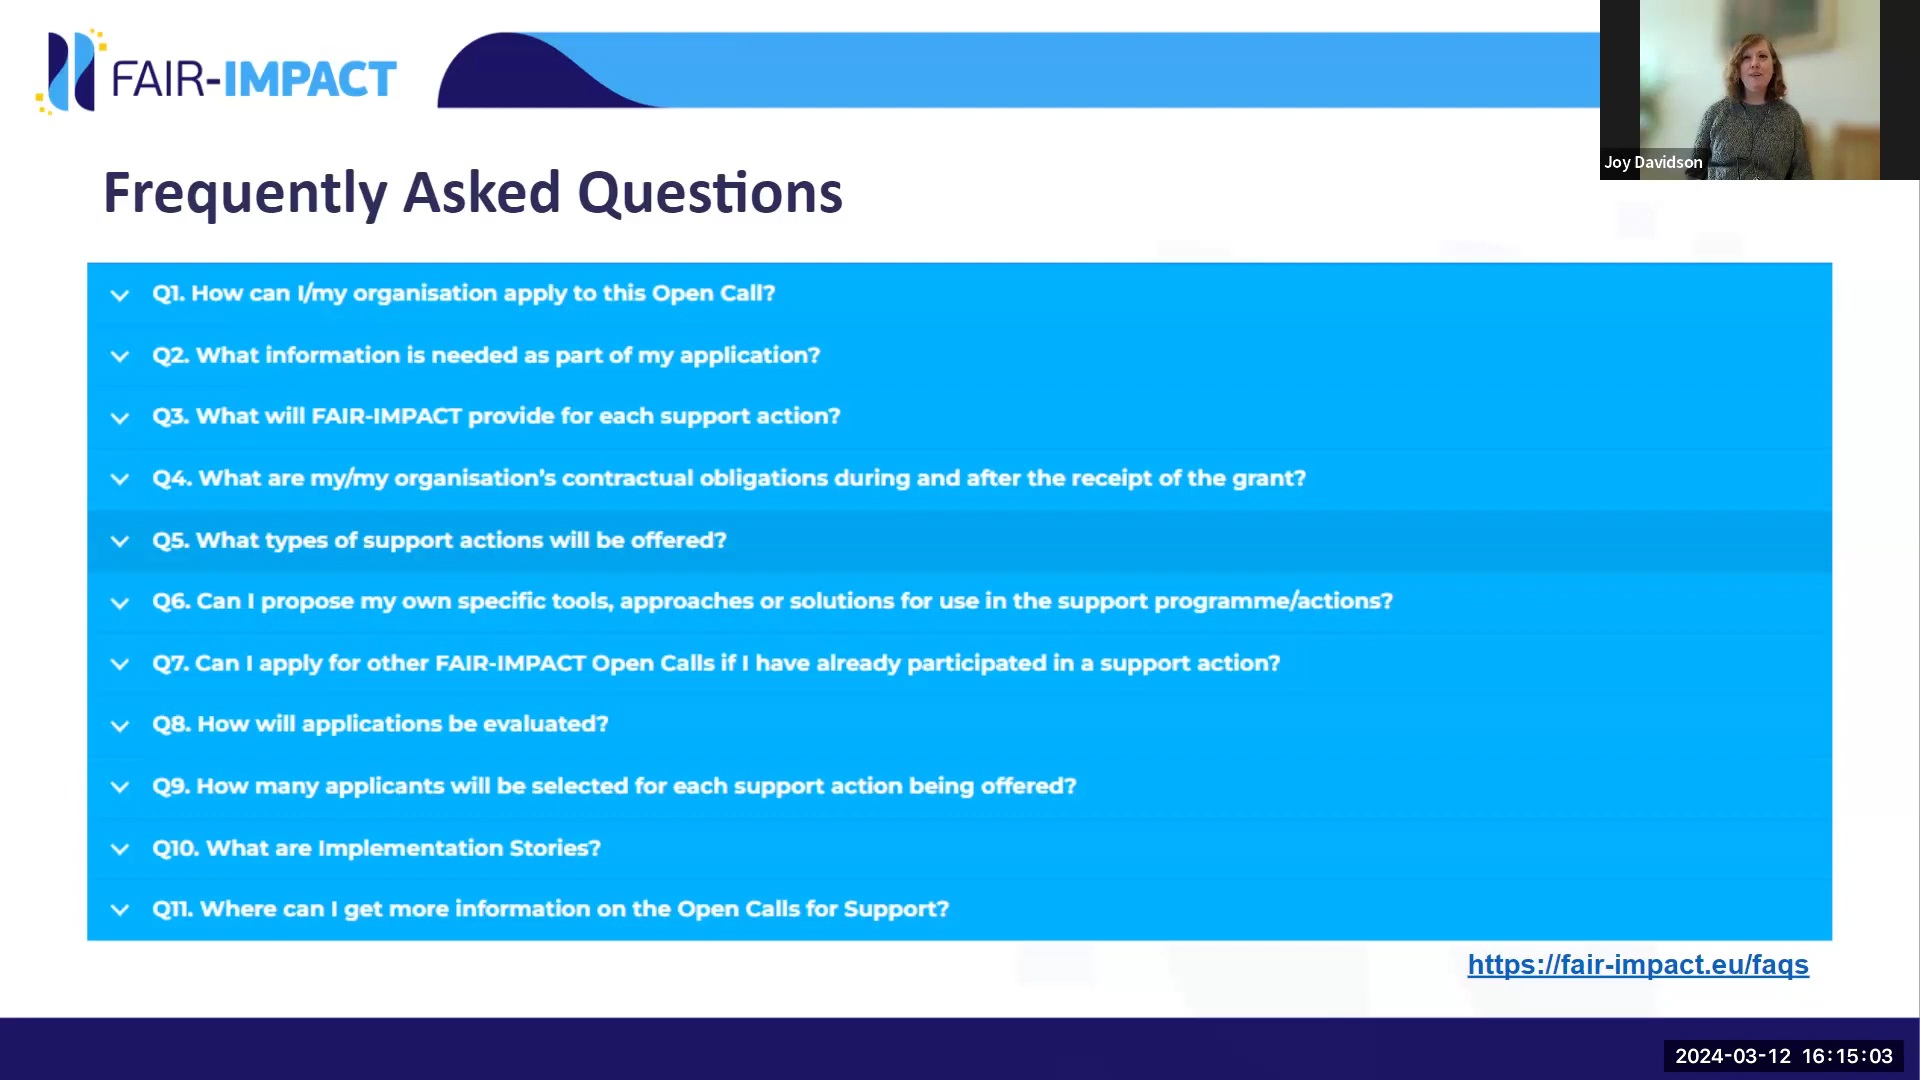 FAIR-IMPACT
Joy Davidson
Frequently Asked Questions
Q1. How can I/my organisation apply to this Open Call?
Q2. What information is needed as part of my application?
Q3. What will FAIR-IMPACT provide for each support action?
Q4. What are my/my organisation’s contractual obligations during and after the receipt of the grant?
Q5. What types of support actions will be offered?
Q6. Can I propose my own specific tools, approaches or solutions for use in the support programme/actions?
Q7. Can I apply for other FAIR-IMPACT Open Calls if I have already participated in a support action?
Q8. How will applications be evaluated?
Q9. How many applicants will be selected for each support action being offered?
Q10. What are Implementation Stories?
Q11. Where can I get more information on the Open Calls for Support?
https://fair-impact.eu/faqs
2024-03-12 16:15:03